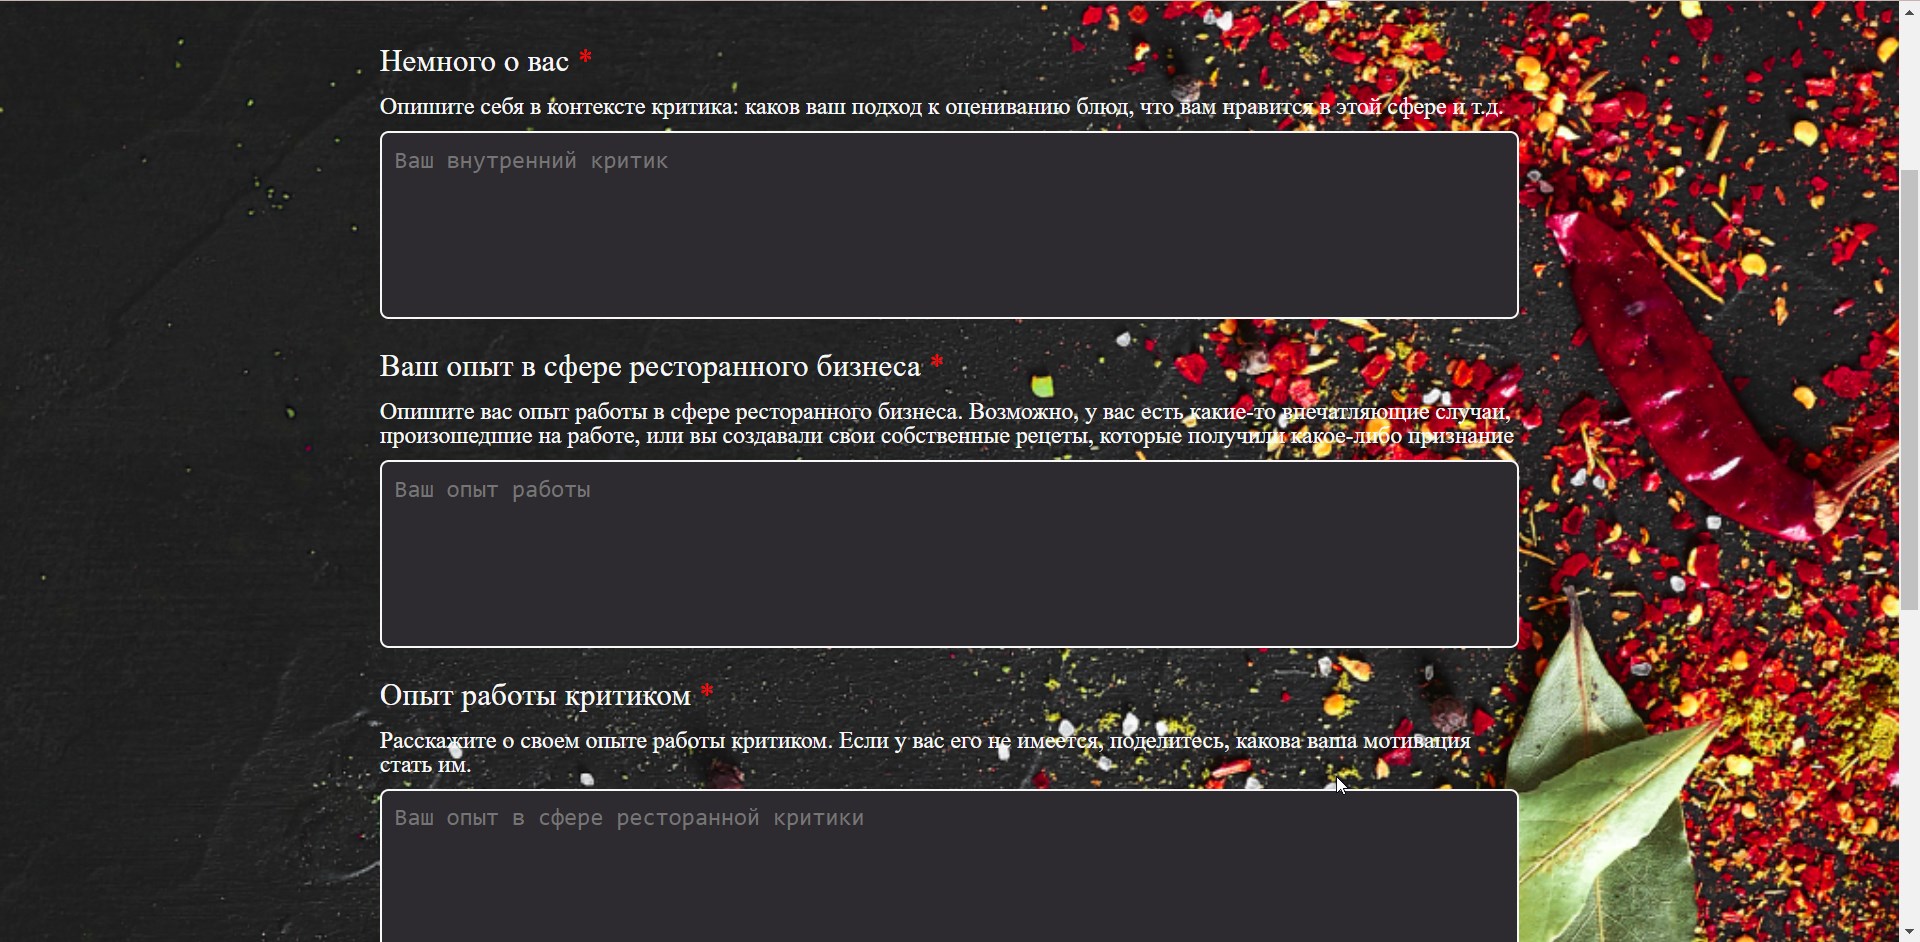 Немного о вас *
Опишите себя в контексте критика: каков ваш подход к оцениванию блюд, что вам нравится в этой сфере и т.д.
Ваш внутренний критик
Ваш опыт в сфере ресторанного бизнеса *
Опишите вас опыт работы в сфере ресторанного бизнеса. Возможно, у вас есть какие-то впечатляющие случаи,
произошедшие на работе, или вы создавали свои собственные рецеты, которые получили какое-либо признание
Ваш опыт работы
Опыт работы критиком *
Расскажите о своем опыте работы критиком. Если у вас его не имеется, поделитесь, какова ваша мотивация
стать им.
Ваш опыт в сфере ресторанной критики